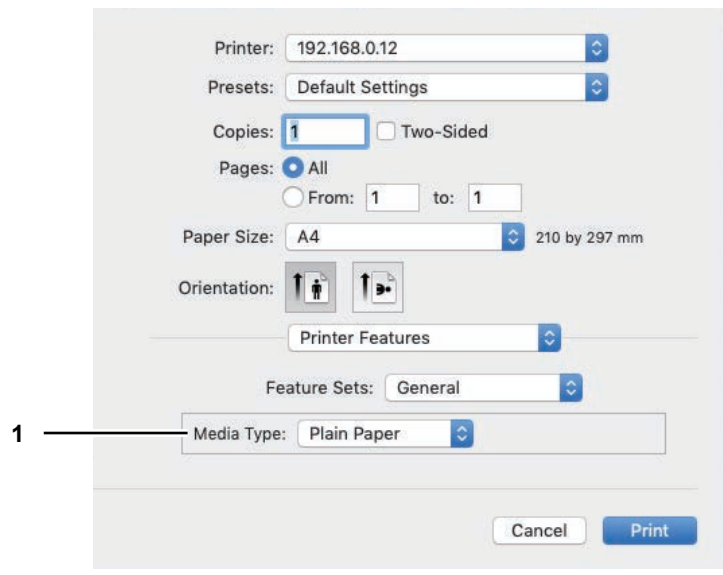 Printer: 192.168.0.12
Presets: Default Settings
Copies: 1 Two-Sided
Pages: All
From: 1 to: 1
Paper Size: A4 210 by 297 mm
Orientation:
Printer Features
Feature Sets: General
1 Media Type: Plain Paper
Cancel Print